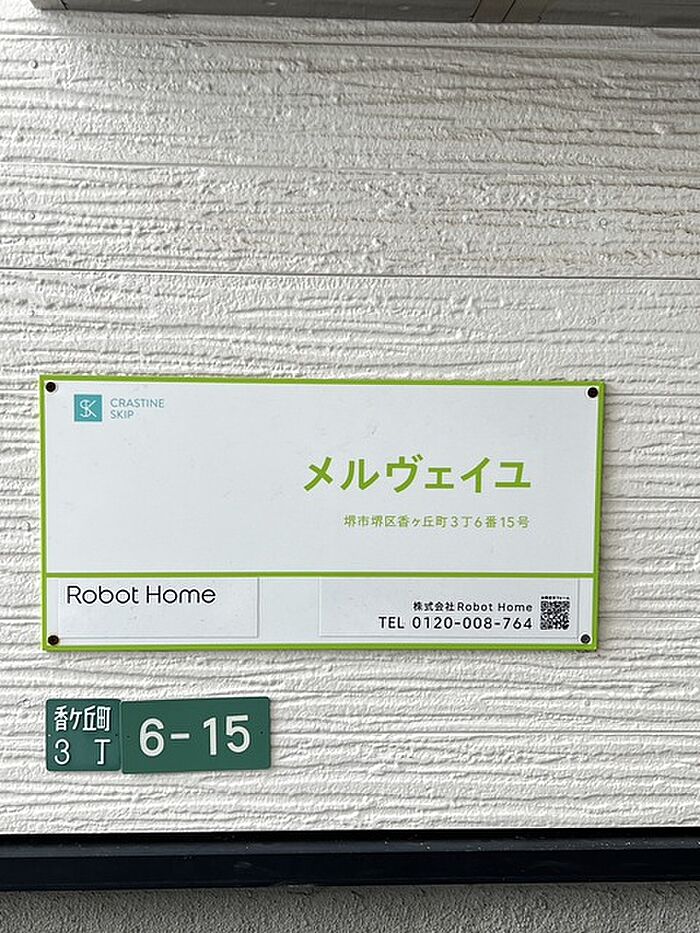 CRASTINE
SKIP
メルヴェイユ
堺市堺区香ヶ丘町3丁6番15号
Robot Home
株式会社Robot Home
TEL 0120-008-764
香ケ丘町
3丁
6-15